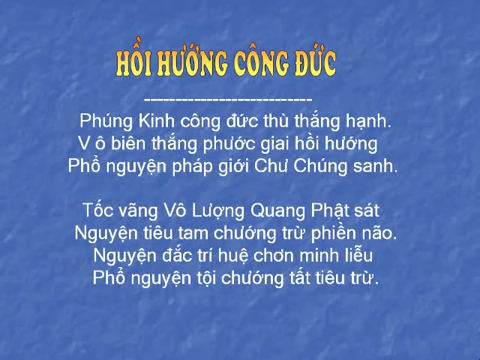 HỒI HƯỚNG CÔNG ĐỨC
---------------------------
Phúng Kinh công đức thù thắng hạnh.
V ô biên thắng phước giai hồi hướng
Phổ nguyện pháp giới Chư Chúng sanh.
Tốc vãng Vô Lượng Quang Phật sát
Nguyện tiêu tam chướng trừ phiền não.
Nguyện đắc trí huệ chơn minh liễu
Phổ nguyện tội chướng tất tiêu trừ.